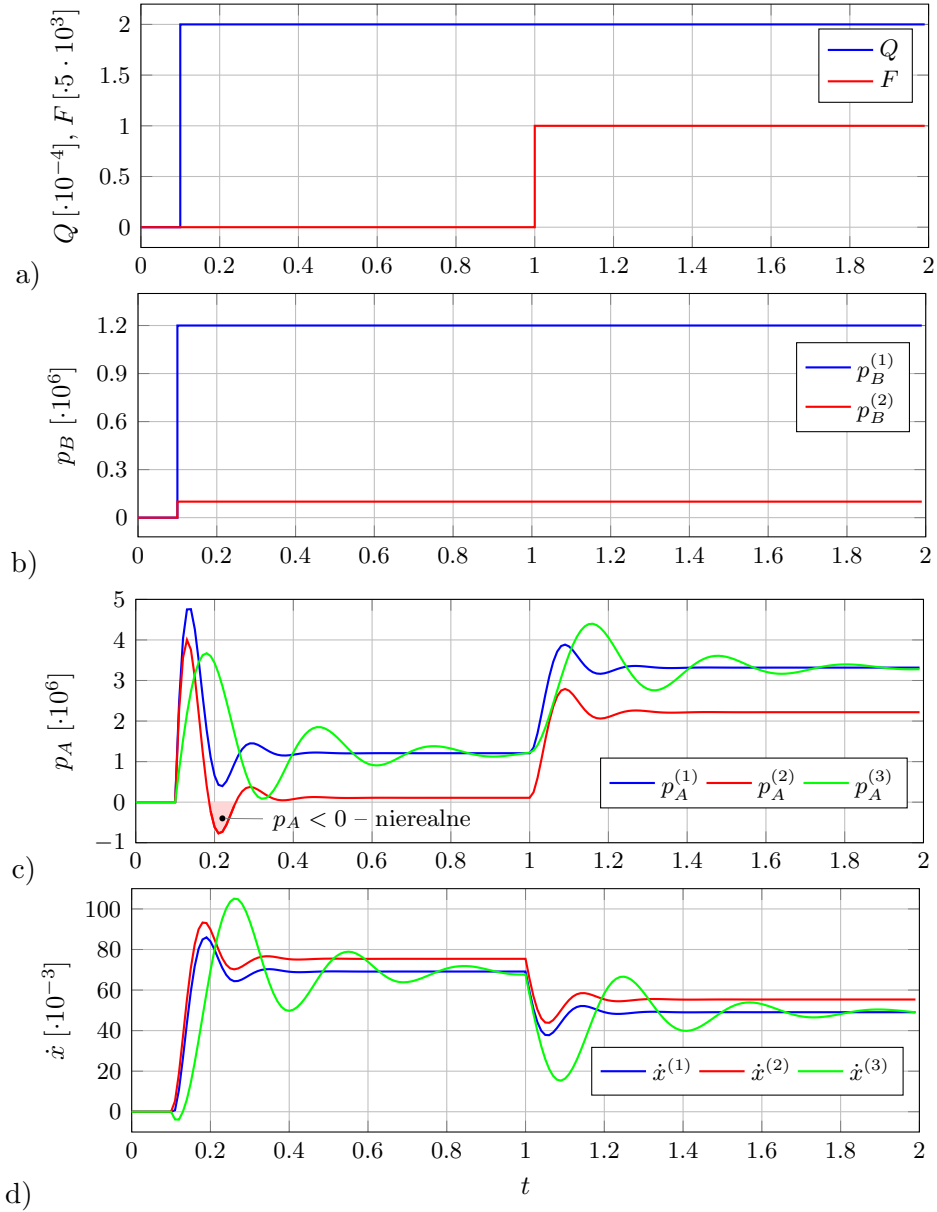 Q [·10⁻⁴], F [·5 · 10³]
2
1.5
1
0.5
0
0 0.2 0.4 0.6 0.8 1 1.2 1.4 1.6 1.8 2
Q
F
a)
p_B [·10⁶]
1.2
0.9
0.6
0.3
0
0 0.2 0.4 0.6 0.8 1 1.2 1.4 1.6 1.8 2
p_B^(1)
p_B^(2)
b)
p_A [·10⁶]
5
4
3
2
1
0
−1
0 0.2 0.4 0.6 0.8 1 1.2 1.4 1.6 1.8 2
p_A < 0 – nierealne
p_A^(1) p_A^(2) p_A^(3)
c)
ẋ [·10⁻³]
100
80
60
40
20
0
0 0.2 0.4 0.6 0.8 1 1.2 1.4 1.6 1.8 2
ẋ^(1) ẋ^(2) ẋ^(3)
t
d)